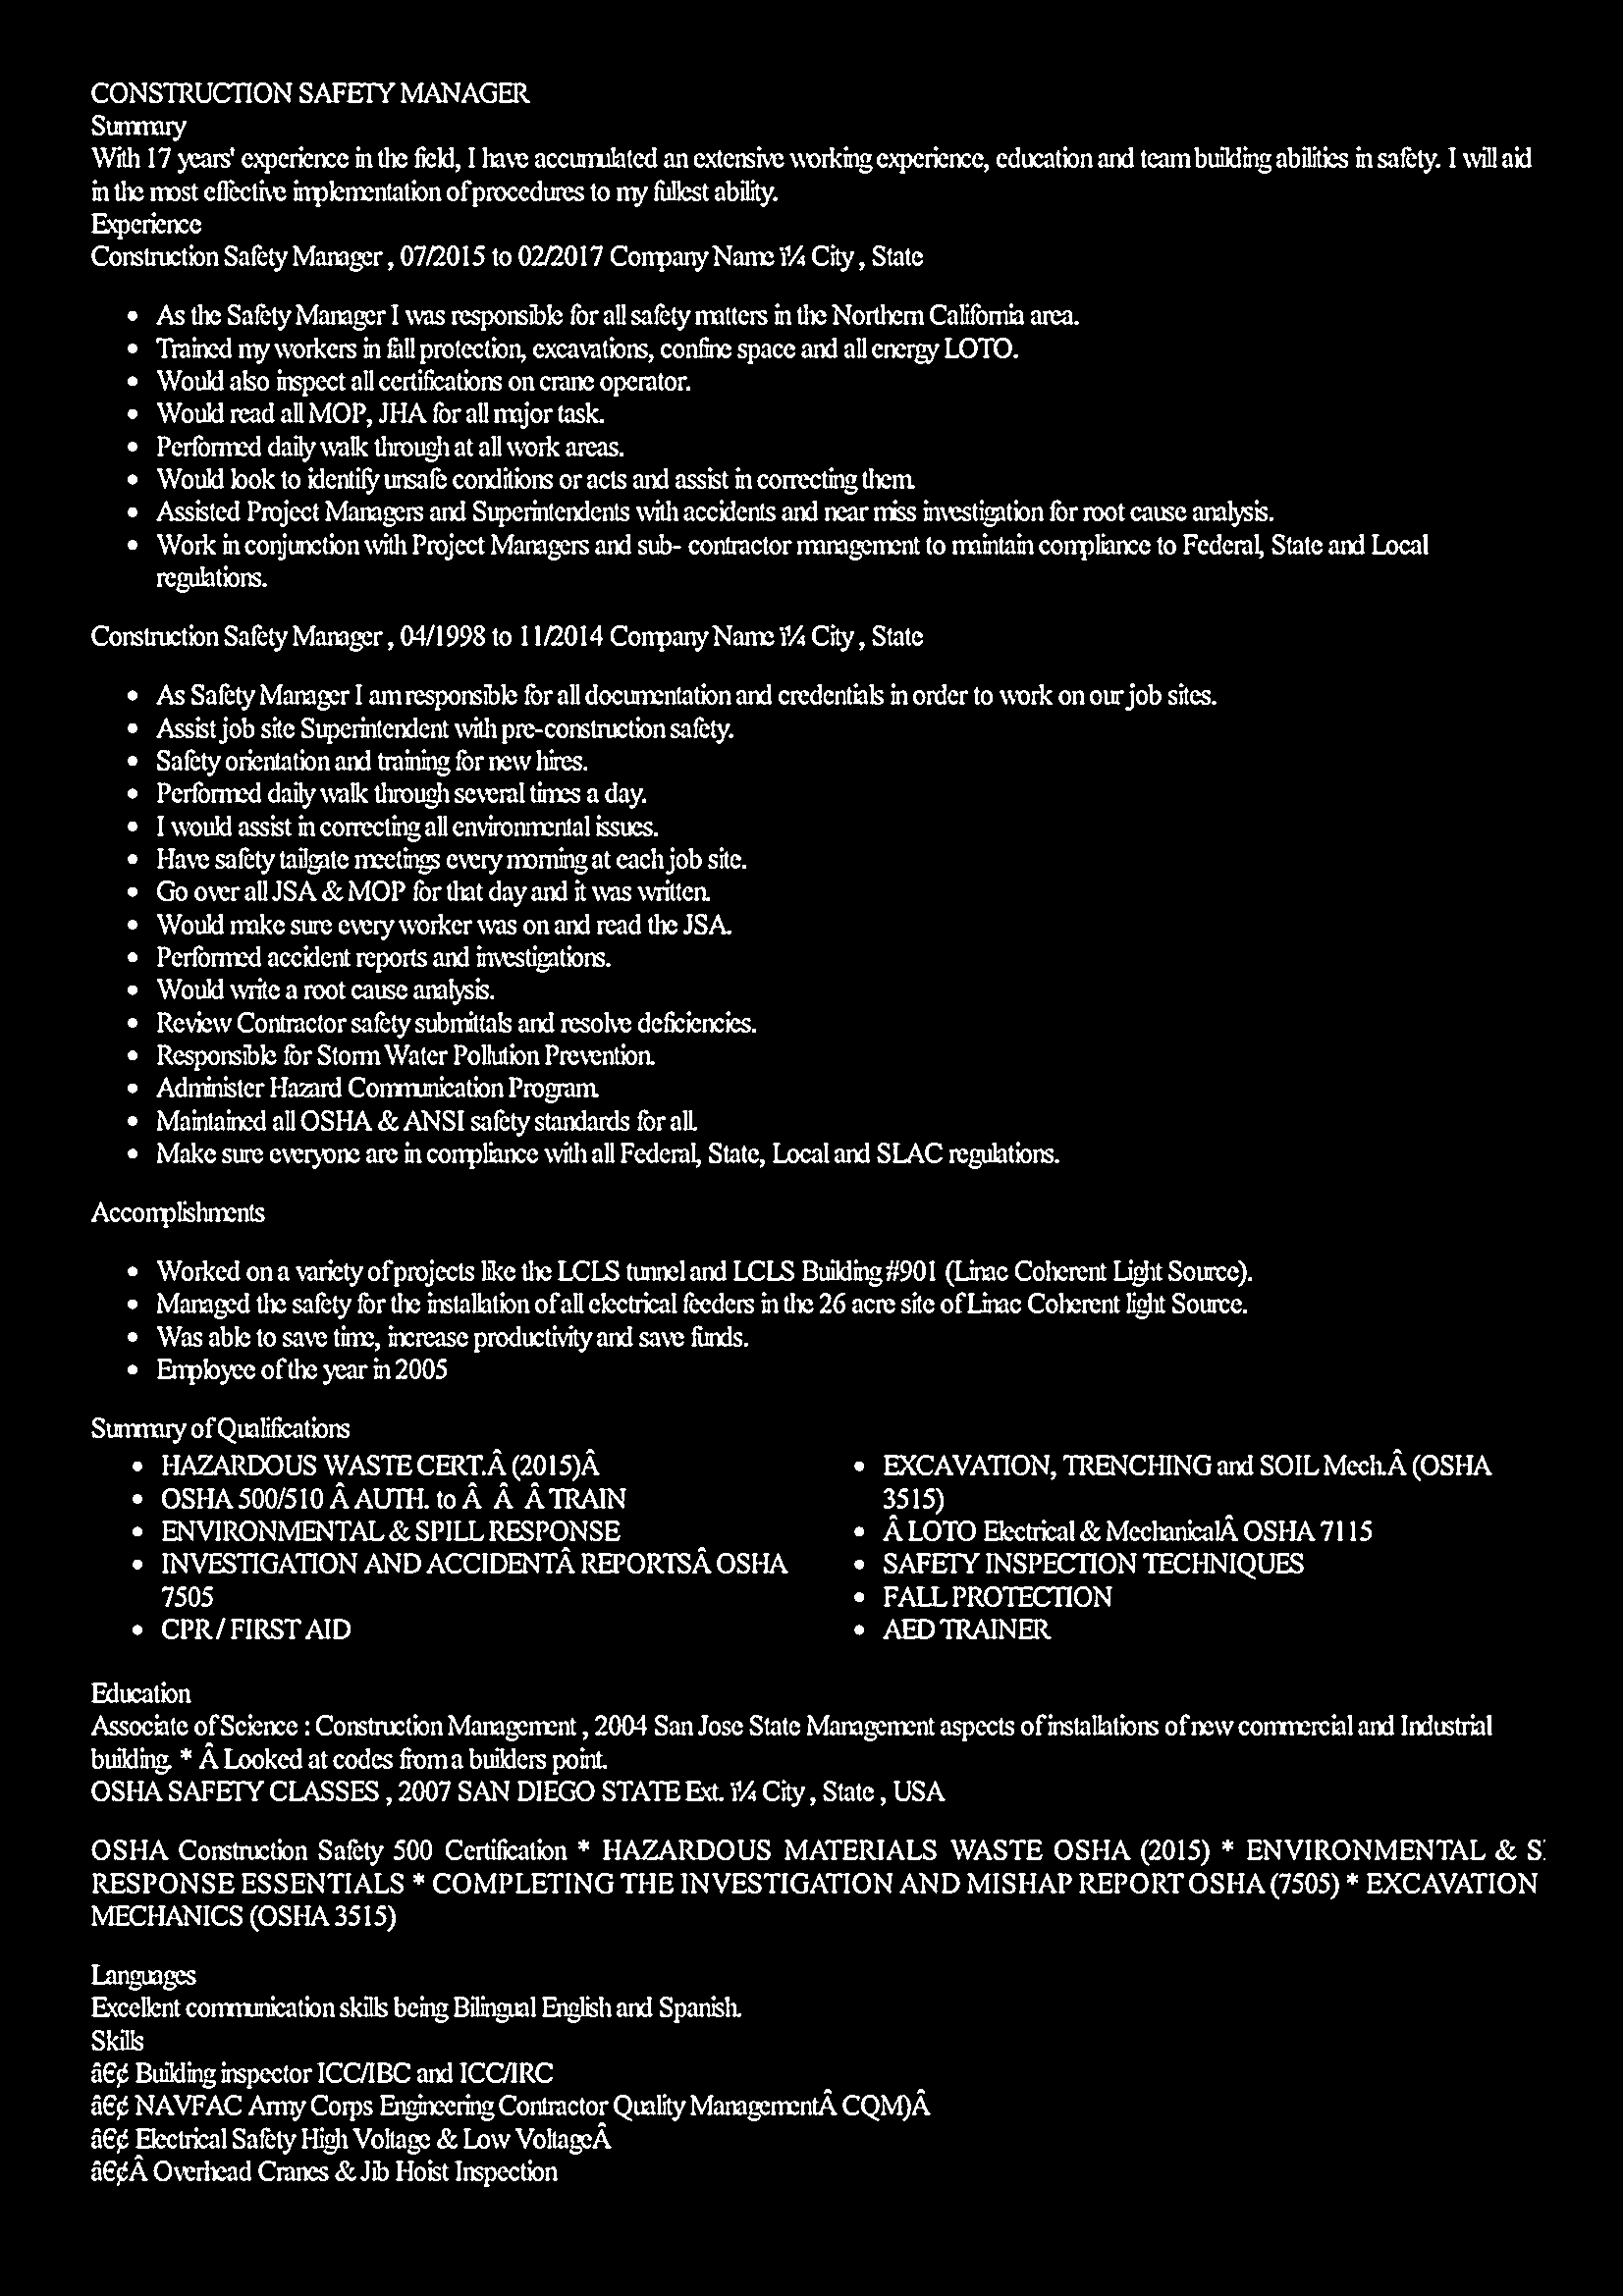 CONSTRUCTION SAFETY MANAGER
Summary
With 17 years' experience in the field, I have accumulated an extensive working experience, education and team building abilities in safety. I will aid
in the most effective implementation of procedures to my fullest ability.
Experience
Construction Safety Manager , 07/2015 to 02/2017 Company Name ï¼ City , State
• As the Safety Manager I was responsible for all safety matters in the Northern California area.
• Trained my workers in fall protection, excavations, confine space and all energy LOTO.
• Would also inspect all certifications on crane operator.
• Would read all MOP, JHA for all major task.
• Performed daily walk through at all work areas.
• Would look to identify unsafe conditions or acts and assist in correcting them.
• Assisted Project Managers and Superintendents with accidents and near miss investigation for root cause analysis.
• Work in conjunction with Project Managers and sub- contractor management to maintain compliance to Federal, State and Local
regulations.
Construction Safety Manager , 04/1998 to 11/2014 Company Name ï¼ City , State
• As Safety Manager I am responsible for all documentation and credentials in order to work on our job sites.
• Assist job site Superintendent with pre-construction safety.
• Safety orientation and training for new hires.
• Performed daily walk through several times a day.
• I would assist in correcting all environmental issues.
• Have safety tailgate meetings every morning at each job site.
• Go over all JSA & MOP for that day and it was written.
• Would make sure every worker was on and read the JSA.
• Performed accident reports and investigations.
• Would write a root cause analysis.
• Review Contractor safety submittals and resolve deficiencies.
• Responsible for Storm Water Pollution Prevention.
• Administer Hazard Communication Program.
• Maintained all OSHA & ANSI safety standards for all.
• Make sure everyone are in compliance with all Federal, State, Local and SLAC regulations.
Accomplishments
• Worked on a variety of projects like the LCLS tunnel and LCLS Building #901 (Linac Coherent Light Source).
• Managed the safety for the installation of all electrical feeders in the 26 acre site of Linac Coherent light Source.
• Was able to save time, increase productivity and save funds.
• Employee of the year in 2005
Summary of Qualifications
• HAZARDOUS WASTE CERT.Â (2015)Â
• OSHA 500/510 Â AUTH. to Â Â Â TRAIN
• ENVIRONMENTAL & SPILL RESPONSE
• INVESTIGATION AND ACCIDENTÂ REPORTSÂ OSHA
7505
• CPR / FIRST AID
• EXCAVATION, TRENCHING and SOIL Mech.Â (OSHA
3515)
• Â LOTO Electrical & MechanicalÂ OSHA 7115
• SAFETY INSPECTION TECHNIQUES
• FALL PROTECTION
• AED TRAINER
Education
Associate of Science : Construction Management , 2004 San Jose State Management aspects of installations of new commercial and Industrial
building. * Â Looked at codes from a builders point.
OSHA SAFETY CLASSES , 2007 SAN DIEGO STATE Ext. ï¼ City , State , USA
OSHA Construction Safety 500 Certification * HAZARDOUS MATERIALS WASTE OSHA (2015) * ENVIRONMENTAL &
RESPONSE ESSENTIALS * COMPLETING THE INVESTIGATION AND MISHAP REPORT OSHA (7505) * EXCAVATION
MECHANICS (OSHA 3515)
Languages
Excellent communication skills being Bilingual English and Spanish.
Skills
â€¢ Building inspector ICC/IBC and ICC/IRC
â€¢ NAVFAC Army Corps Engineering Contractor Quality ManagementÂ CQM)Â
â€¢ Electrical Safety High Voltage & Low VoltageÂ
â€¢Â Overhead Cranes & Jib Hoist Inspection